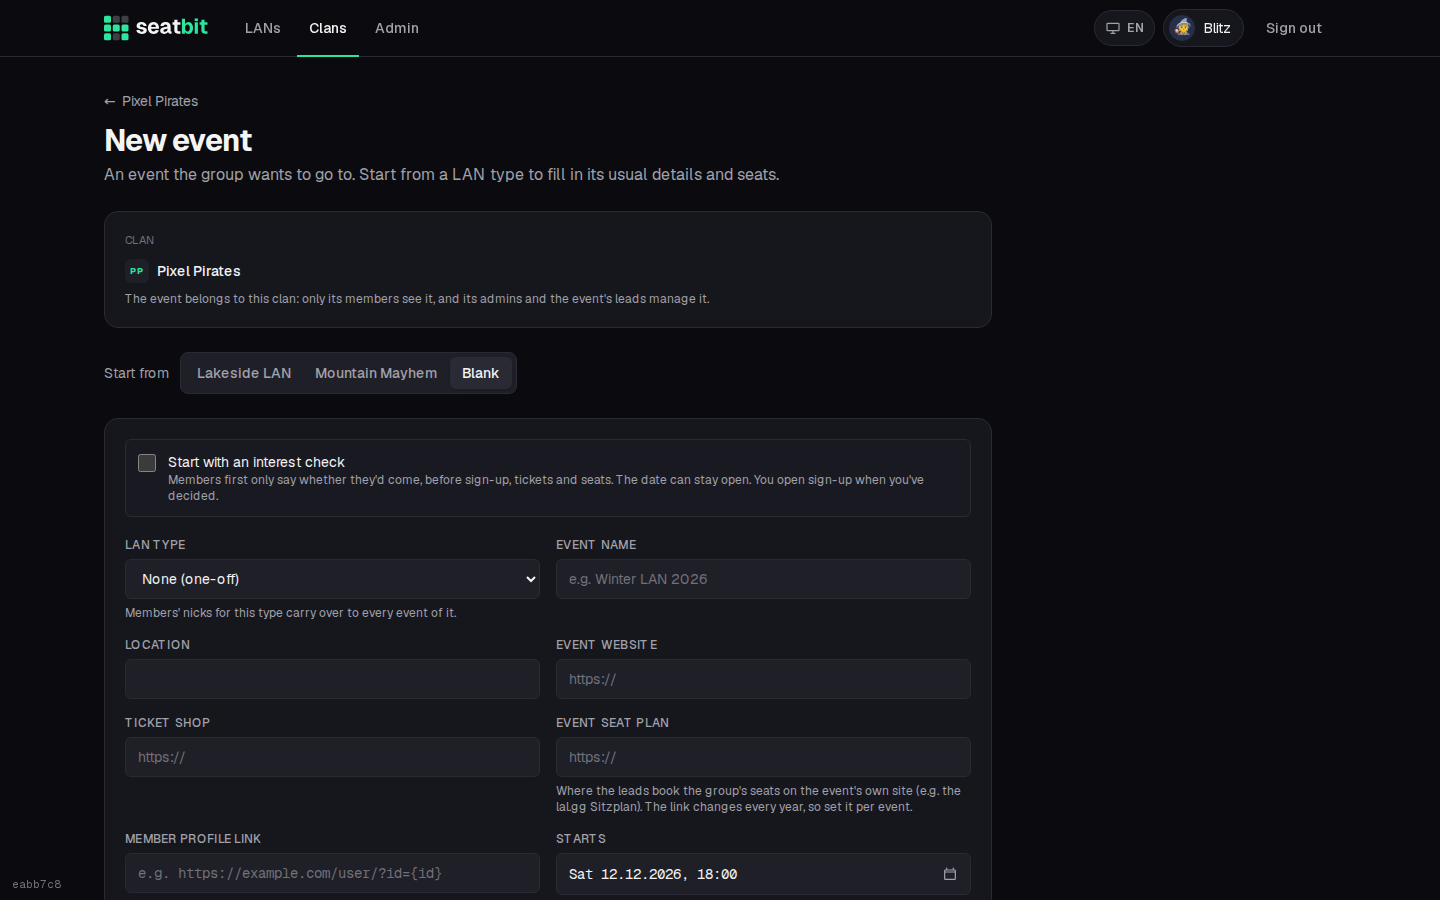 seatbit
LANs
Clans
Admin
EN
Blitz
Sign out
← Pixel Pirates
New event
An event the group wants to go to. Start from a LAN type to fill in its usual details and seats.
CLAN
PP
Pixel Pirates
The event belongs to this clan: only its members see it, and its admins and the event's leads manage it.
Start from
Lakeside LAN
Mountain Mayhem
Blank
Start with an interest check
Members first only say whether they'd come, before sign-up, tickets and seats. The date can stay open. You open sign-up when you've
decided.
LAN TYPE
EVENT NAME
None (one-off)
e.g. Winter LAN 2026
Members' nicks for this type carry over to every event of it.
LOCATION
EVENT WEBSITE
https://
TICKET SHOP
EVENT SEAT PLAN
https://
https://
Where the leads book the group's seats on the event's own site (e.g. the
lal.gg Sitzplan). The link changes every year, so set it per event.
MEMBER PROFILE LINK
STARTS
e.g. https://example.com/user/?id={id}
Sat 12.12.2026, 18:00
eabb7c8